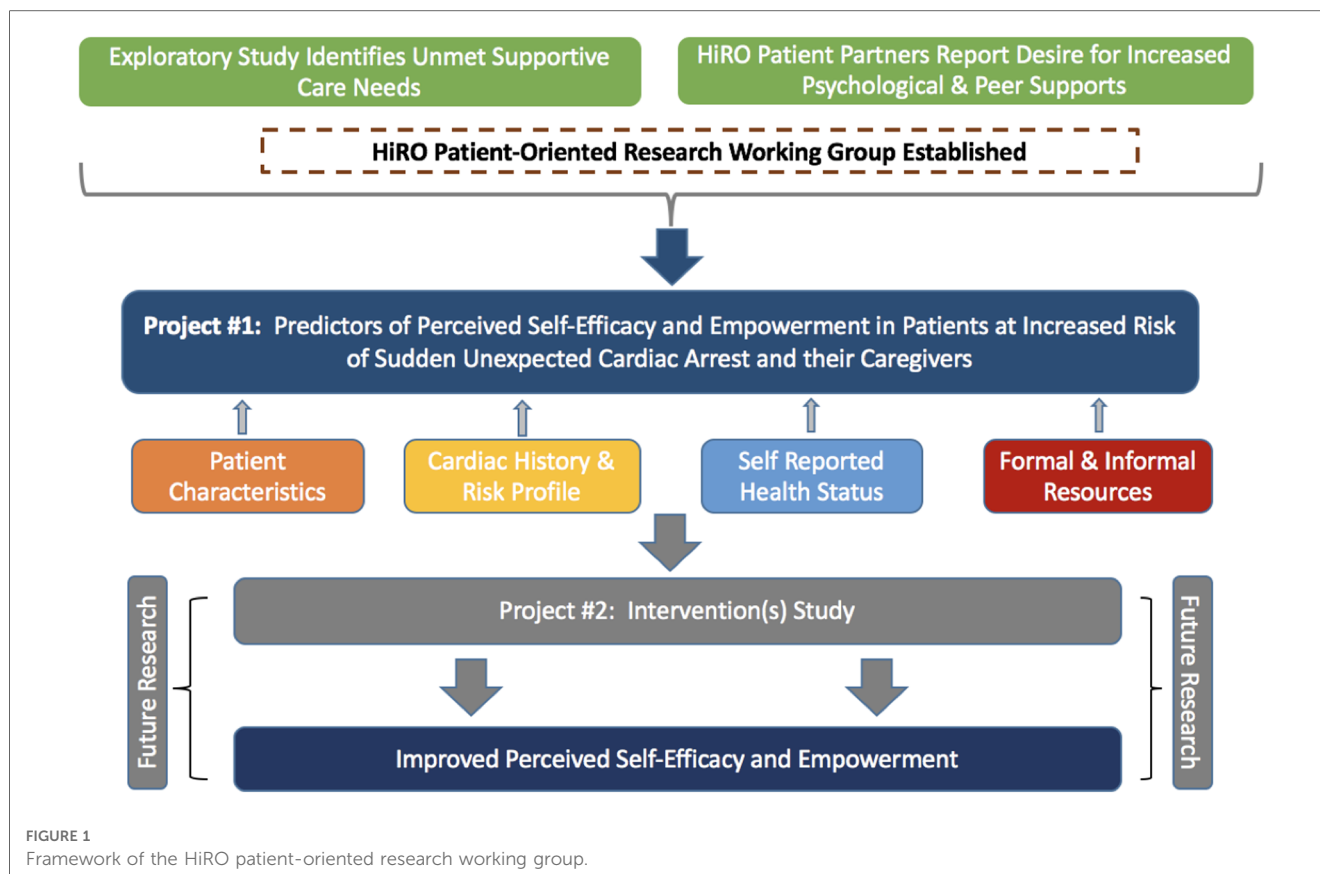 Exploratory Study Identifies Unmet Supportive
Care Needs
HiRO Patient Partners Report Desire for Increased
Psychological & Peer Supports
HiRO Patient-Oriented Research Working Group Established
Project #1: Predictors of Perceived Self-Efficacy and Empowerment in Patients at Increased Risk
of Sudden Unexpected Cardiac Arrest and their Caregivers
Patient
Characteristics
Cardiac History &
Risk Profile
Self Reported
Health Status
Formal & Informal
Resources
Future Research
Project #2: Intervention(s) Study
Improved Perceived Self-Efficacy and Empowerment
Future Research
FIGURE 1
Framework of the HiRO patient-oriented research working group.